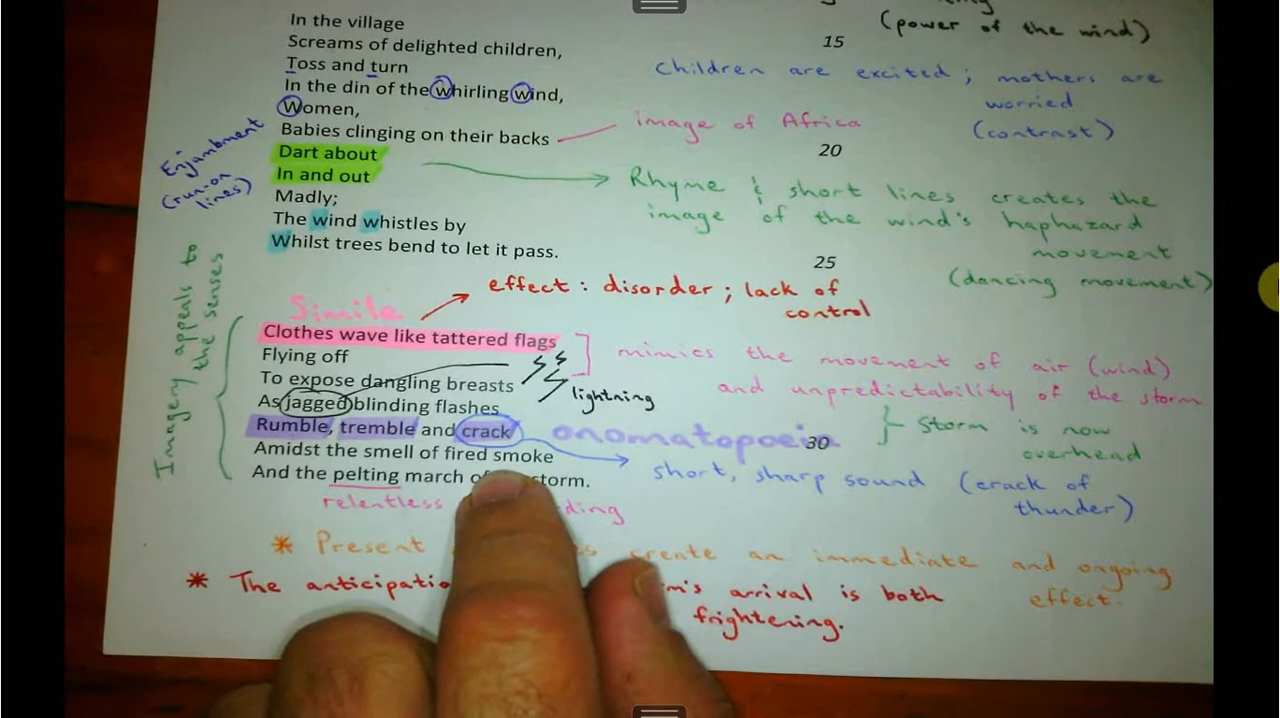 (power of the wind)
In the village
15
Screams of delighted children,
children are excited; mothers are
worried
(contrast)
Toss and turn
In the din of the whirling wind,
Women,
Babies clinging on their backs
image of Africa
20
Enjambment
(run-on
lines)
Dart about
In and out
Rhyme & short lines creates the
image of the wind's haphazard
movement
(dancing movement)
Madly;
The wind whistles by
Whilst trees bend to let it pass.
25
effect: disorder; lack of
control
Simile
Imagery appeals to
the senses
Clothes wave like tattered flags
Flying off
mimics the movement of air (wind)
and unpredictability of the storm
To expose dangling breasts
lightning
As jagged blinding flashes
Rumble, tremble and crack
onomatopoeia
30
Storm is now
overhead
Amidst the smell of fired smoke
short, sharp sound (crack of
thunder)
And the pelting march
relentless
* Present create an immediate and ongoing
effect.
* The arrival is both
frightening.